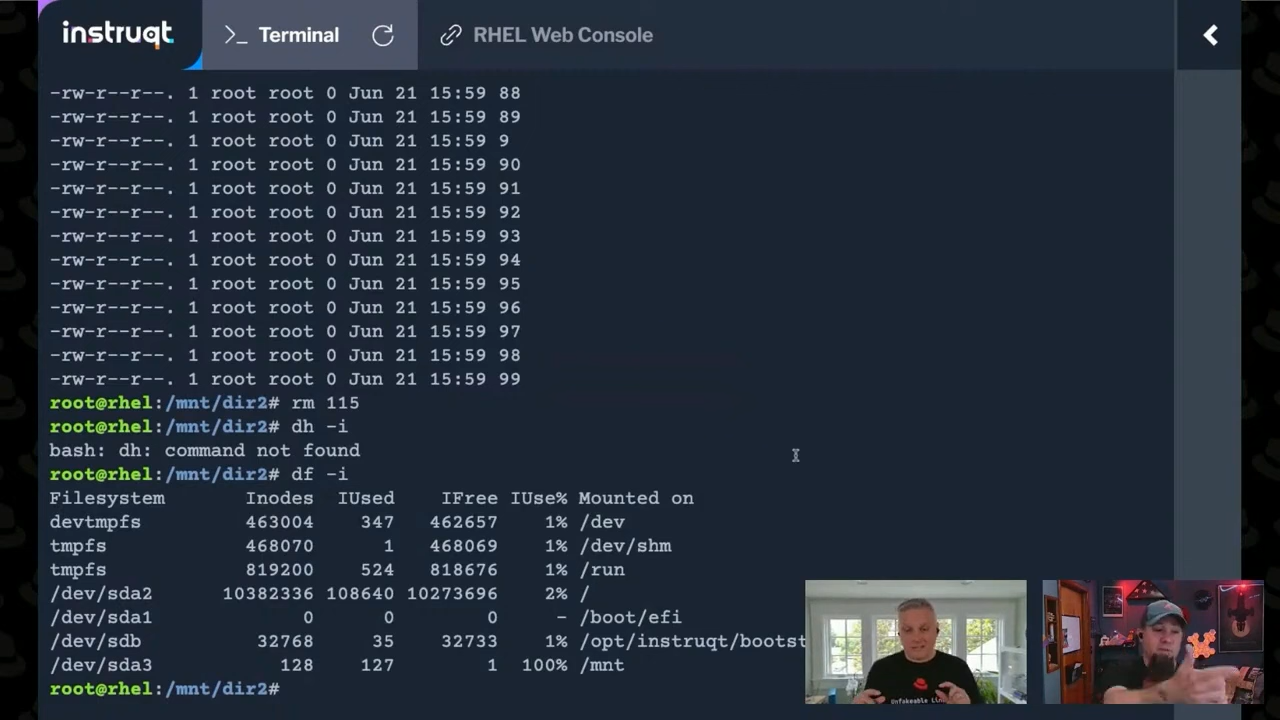 instruqt
>_ Terminal
RHEL Web Console
-rw-r--r--. 1 root root 0 Jun 21 15:59 88
-rw-r--r--. 1 root root 0 Jun 21 15:59 89
-rw-r--r--. 1 root root 0 Jun 21 15:59 9
-rw-r--r--. 1 root root 0 Jun 21 15:59 90
-rw-r--r--. 1 root root 0 Jun 21 15:59 91
-rw-r--r--. 1 root root 0 Jun 21 15:59 92
-rw-r--r--. 1 root root 0 Jun 21 15:59 93
-rw-r--r--. 1 root root 0 Jun 21 15:59 94
-rw-r--r--. 1 root root 0 Jun 21 15:59 95
-rw-r--r--. 1 root root 0 Jun 21 15:59 96
-rw-r--r--. 1 root root 0 Jun 21 15:59 97
-rw-r--r--. 1 root root 0 Jun 21 15:59 98
-rw-r--r--. 1 root root 0 Jun 21 15:59 99
root@rhel:/mnt/dir2# rm 115
root@rhel:/mnt/dir2# dh -i
bash: dh: command not found
root@rhel:/mnt/dir2# df -i
Filesystem Inodes IUsed IFree IUse% Mounted on
devtmpfs 463004 347 462657 1% /dev
tmpfs 468070 1 468069 1% /dev/shm
tmpfs 819200 524 818676 1% /run
/dev/sda2 10382336 108640 10273696 2% /
/dev/sda1 0 0 0 - /boot/efi
/dev/sdb 32768 35 32733 1% /opt/instruqt/bootst
/dev/sda3 128 127 1 100% /mnt
root@rhel:/mnt/dir2#